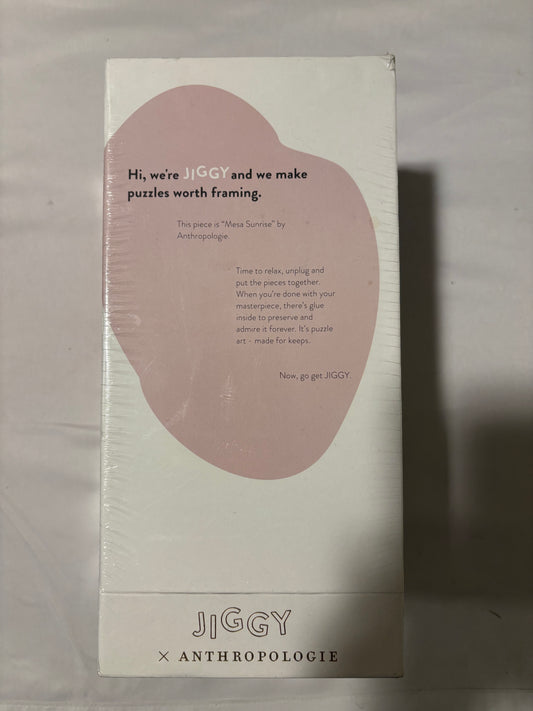 Hi, we're JIGGY and we make
puzzles worth framing.
This piece is "Mesa Sunrise" by
Anthropologie.
Time to relax, unplug and
put the pieces together.
When you're done with your
masterpiece, there's glue
inside to preserve and
admire it forever. It's puzzle
art - made for keeps.
Now, go get JIGGY.
JIGGY
× ANTHROPOLOGIE